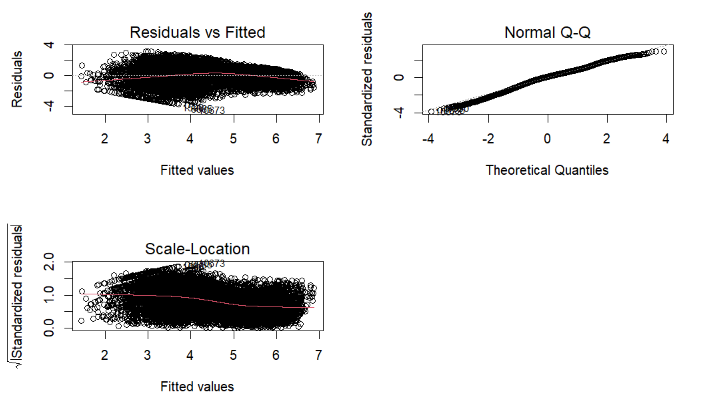 Residuals vs Fitted
Residuals
4
0
-4
2 3 4 5 6 7
Fitted values
Normal Q-Q
Standardized residuals
0
-4
-4 -2 0 2 4
Theoretical Quantiles
Scale-Location
√|Standardized residuals|
2.0
1.0
0.0
2 3 4 5 6 7
Fitted values